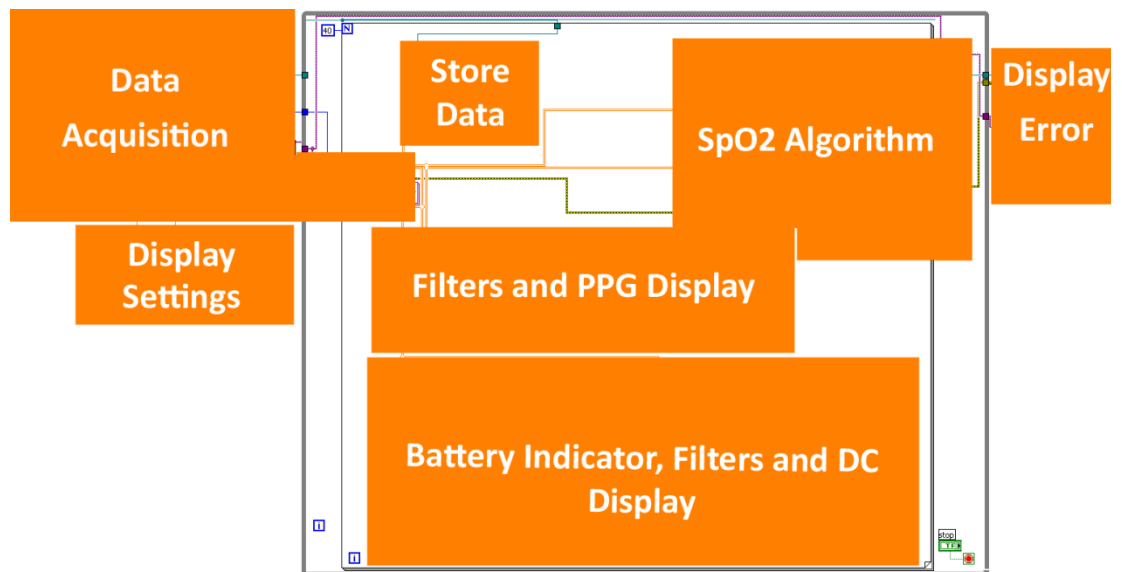 40
N
Data
Acquisition
Store
Data
SpO2 Algorithm
Display
Error
Display
Settings
Filters and PPG Display
Battery Indicator, Filters and DC
Display
i
i
stop
TF